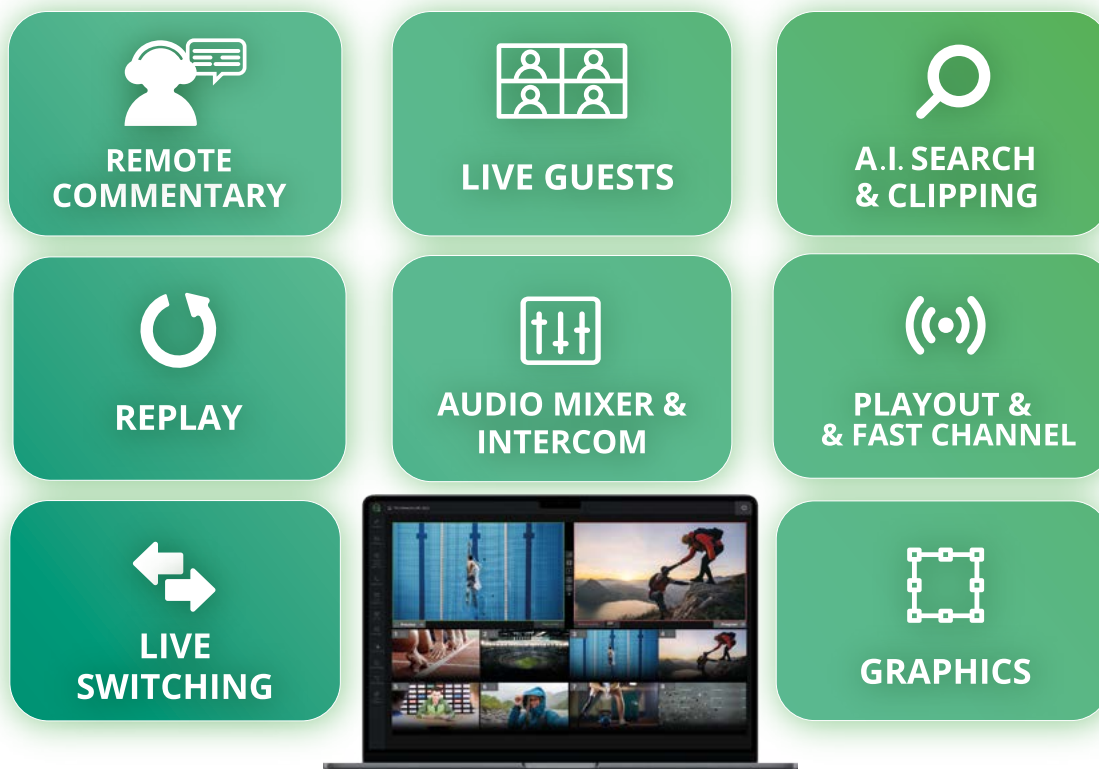 REMOTE
COMMENTARY
LIVE GUESTS
A.I. SEARCH
& CLIPPING
REPLAY
AUDIO MIXER &
INTERCOM
PLAYOUT &
& FAST CHANNEL
LIVE
SWITCHING
GRAPHICS